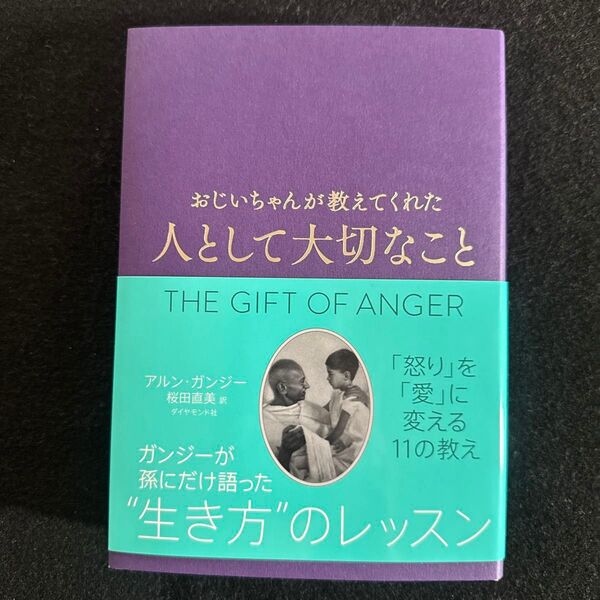 おじいちゃんが教えてくれた
人として大切なこと
THE GIFT OF ANGER
アルン・ガンジー
桜田直美 訳
ダイヤモンド社
「怒り」を
「愛」に
変える
11の教え
ガンジーが
孫にだけ語った
“生き方”のレッスン